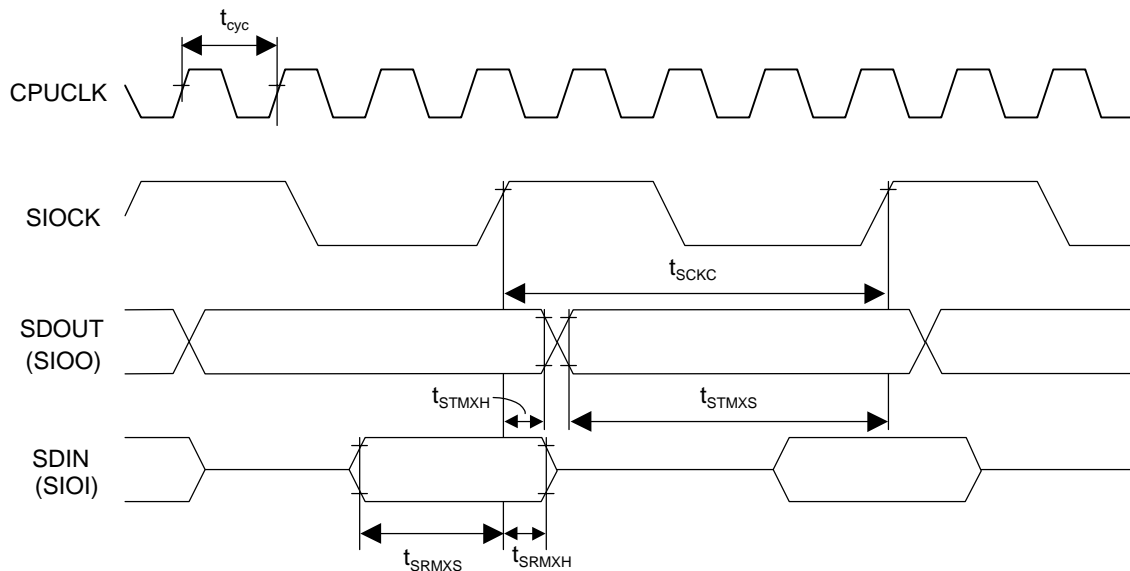 tcyc
CPUCLK
SIOCK
tSCKC
SDOUT
(SIOO)
tSTMXH
tSTMXS
SDIN
(SIOI)
tSRMXS
tSRMXH